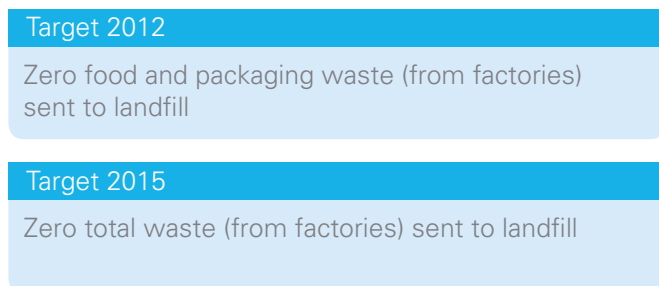 Target 2012
Zero food and packaging waste (from factories)
sent to landfill
Target 2015
Zero total waste (from factories) sent to landfill